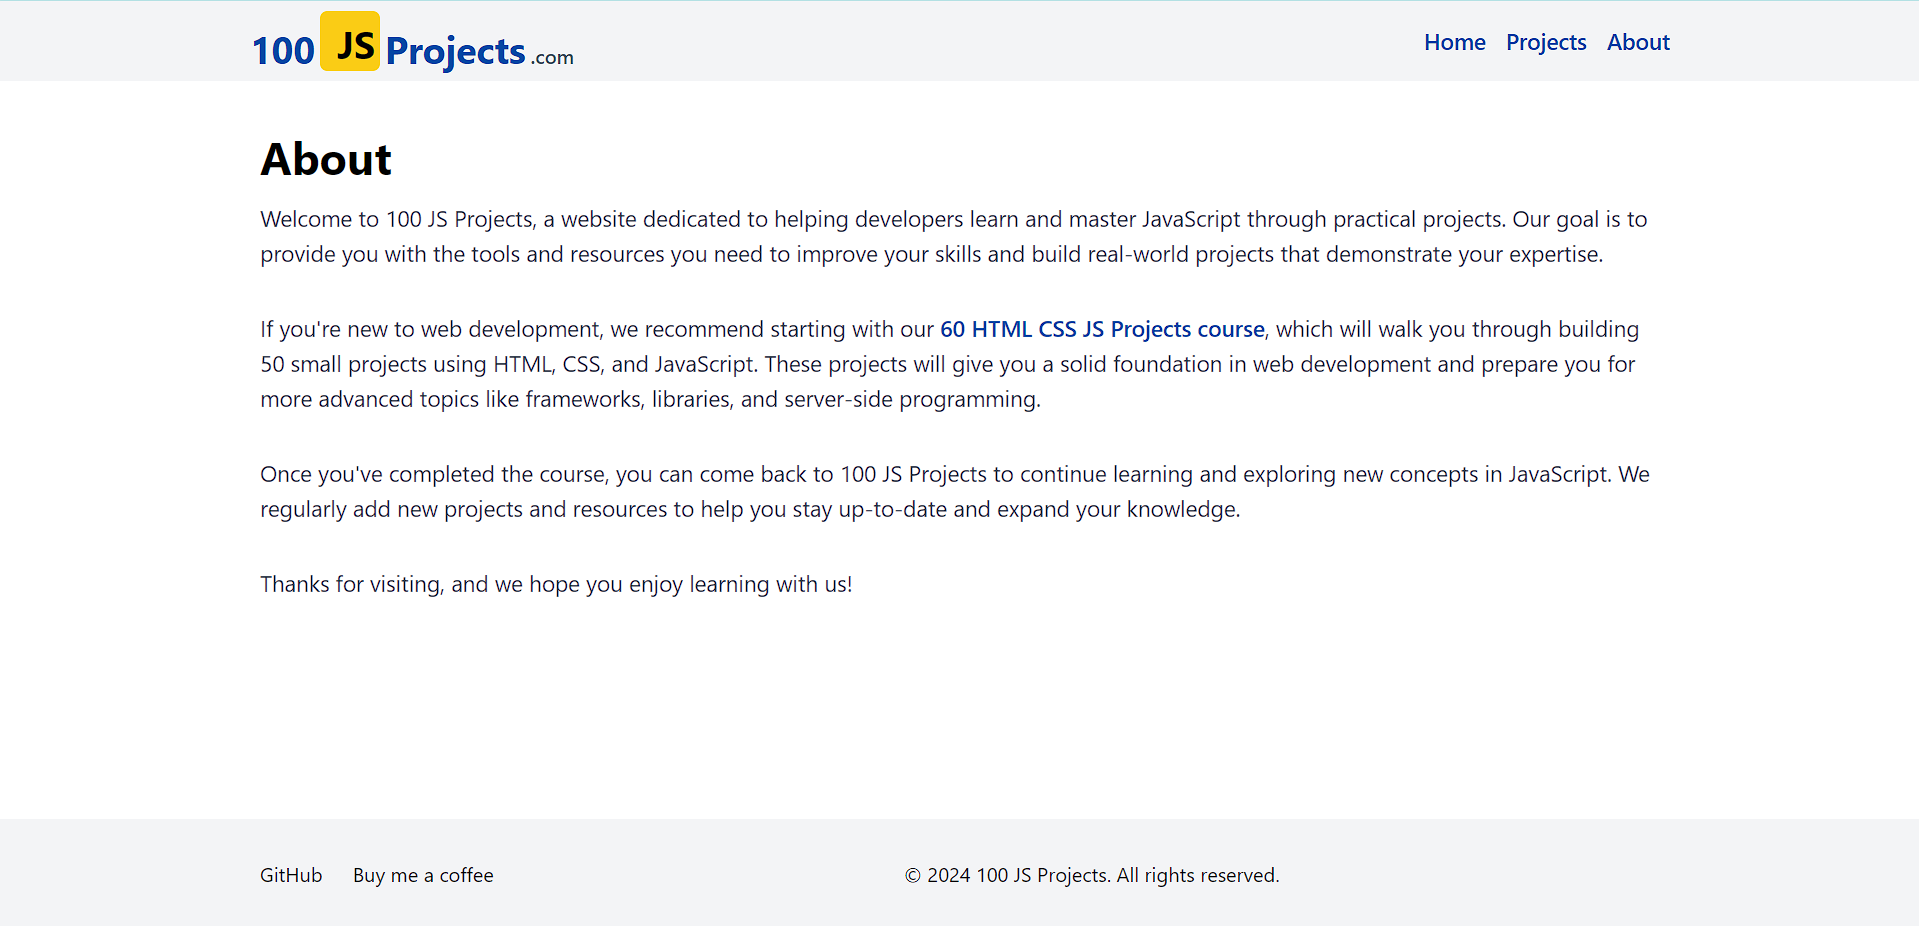 100 JS Projects .com
Home Projects About
About
Welcome to 100 JS Projects, a website dedicated to helping developers learn and master JavaScript through practical projects. Our goal is to
provide you with the tools and resources you need to improve your skills and build real-world projects that demonstrate your expertise.
If you're new to web development, we recommend starting with our 60 HTML CSS JS Projects course, which will walk you through building
50 small projects using HTML, CSS, and JavaScript. These projects will give you a solid foundation in web development and prepare you for
more advanced topics like frameworks, libraries, and server-side programming.
Once you've completed the course, you can come back to 100 JS Projects to continue learning and exploring new concepts in JavaScript. We
regularly add new projects and resources to help you stay up-to-date and expand your knowledge.
Thanks for visiting, and we hope you enjoy learning with us!
GitHub Buy me a coffee © 2024 100 JS Projects. All rights reserved.